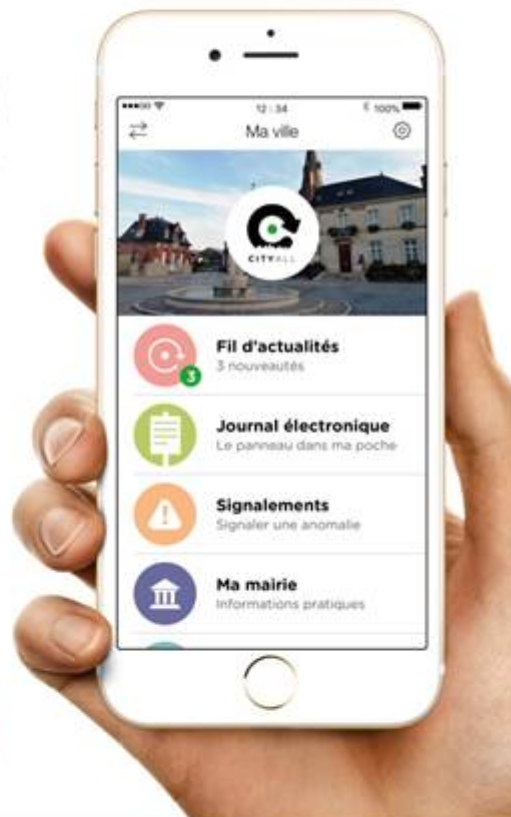 12:34
100%
Ma ville
CITYALL
Fil d'actualités
3 nouveautés
3
Journal électronique
Le panneau dans ma poche
Signalements
Signaler une anomalie
Ma mairie
Informations pratiques